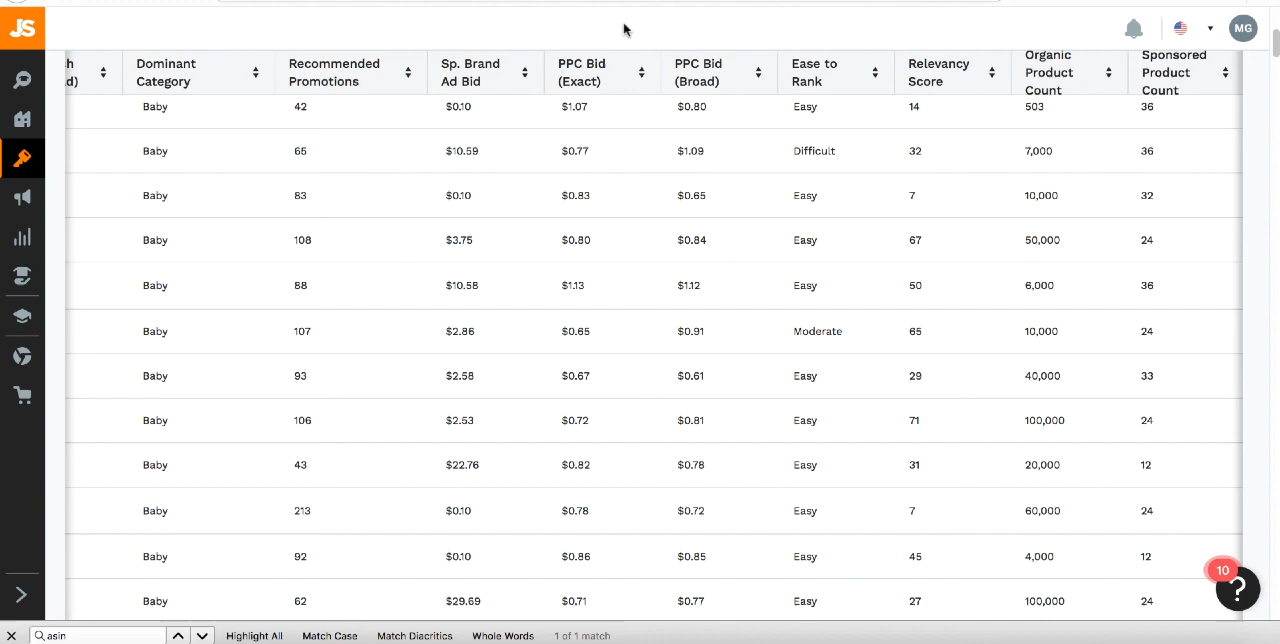 JS
MG
h
d)
Dominant Category
Recommended Promotions
Sp. Brand Ad Bid
PPC Bid (Exact)
PPC Bid (Broad)
Ease to Rank
Relevancy Score
Organic Product Count
Sponsored Product Count
Baby 42 $0.10 $1.07 $0.80 Easy 14 503 36
Baby 65 $10.59 $0.77 $1.09 Difficult 32 7,000 36
Baby 83 $0.10 $0.83 $0.65 Easy 7 10,000 32
Baby 108 $3.75 $0.80 $0.84 Easy 67 50,000 24
Baby 88 $10.58 $1.13 $1.12 Easy 50 6,000 36
Baby 107 $2.86 $0.65 $0.91 Moderate 65 10,000 24
Baby 93 $2.58 $0.67 $0.61 Easy 29 40,000 33
Baby 106 $2.53 $0.72 $0.81 Easy 71 100,000 24
Baby 43 $22.76 $0.82 $0.78 Easy 31 20,000 12
Baby 213 $0.10 $0.78 $0.72 Easy 7 60,000 24
Baby 92 $0.10 $0.86 $0.85 Easy 45 4,000 12
Baby 62 $29.69 $0.71 $0.77 Easy 27 100,000 24
10
?
asin Highlight All Match Case Match Diacritics Whole Words 1 of 1 match